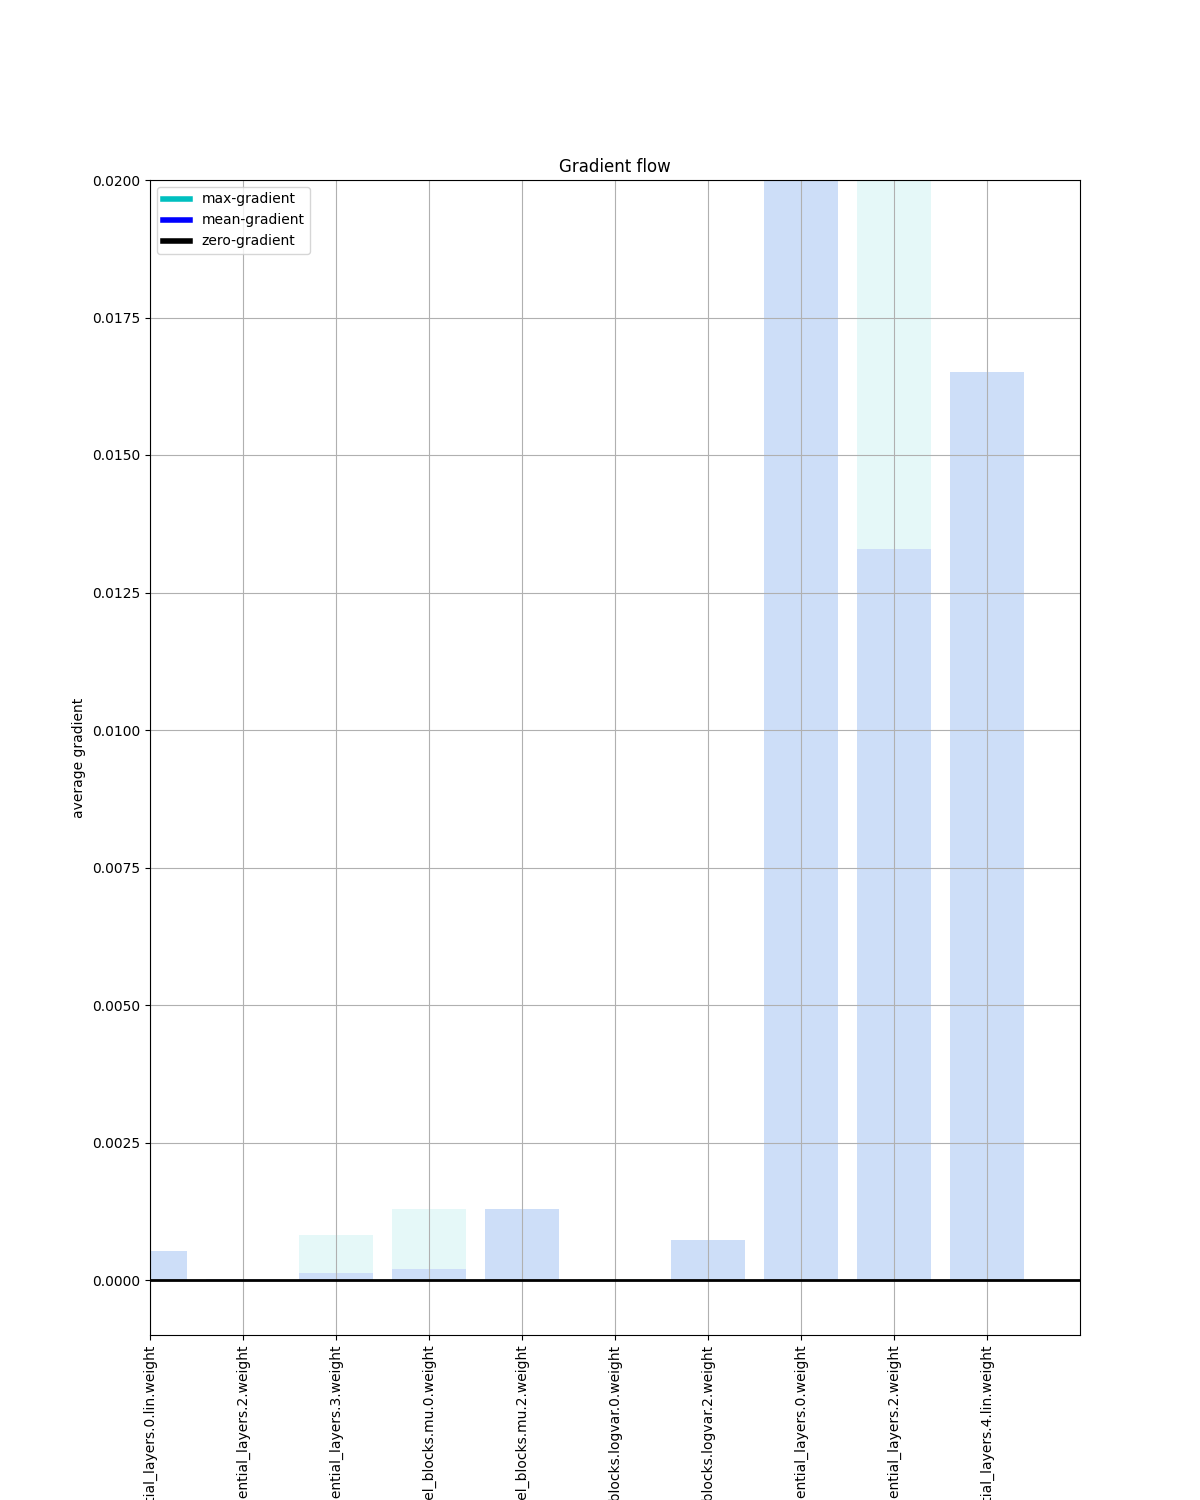 Gradient flow
max-gradient
mean-gradient
zero-gradient
0.0200
0.0175
0.0150
0.0125
0.0100
0.0075
0.0050
0.0025
0.0000
average gradient
tial_layers.0.lin.weight
ential_layers.2.weight
ential_layers.3.weight
el_blocks.mu.0.weight
el_blocks.mu.2.weight
blocks.logvar.0.weight
blocks.logvar.2.weight
ential_layers.0.weight
ential_layers.2.weight
tial_layers.4.lin.weight